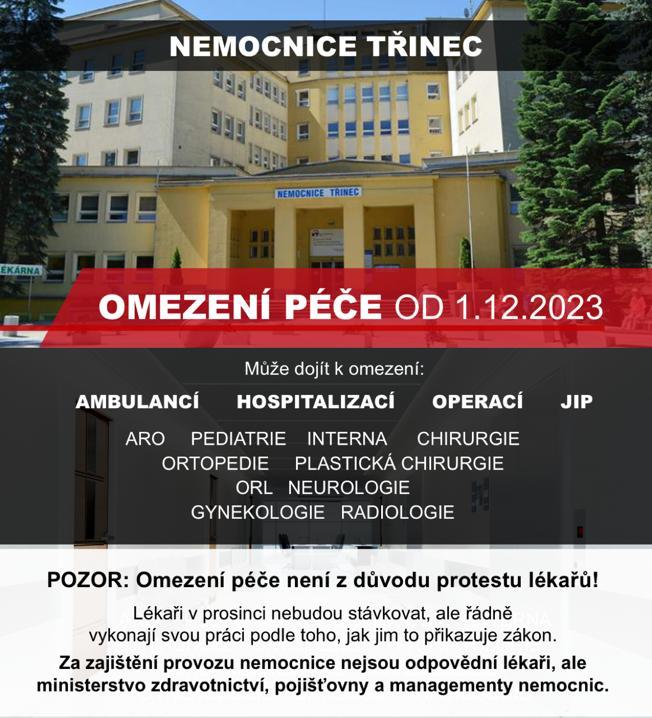 NEMOCNICE TŘINEC
NEMOCNICE TŘINEC
LÉKÁRNA
OMEZENÍ PÉČE OD 1.12.2023
Může dojít k omezení:
AMBULANCÍ HOSPITALIZACÍ OPERACÍ JIP
ARO PEDIATRIE INTERNA CHIRURGIE
ORTOPEDIE PLASTICKÁ CHIRURGIE
ORL NEUROLOGIE
GYNEKOLOGIE RADIOLOGIE
POZOR: Omezení péče není z důvodu protestu lékařů!
Lékaři v prosinci nebudou stávkovat, ale řádně
vykonají svou práci podle toho, jak jim to přikazuje zákon.
Za zajištění provozu nemocnice nejsou odpovědní lékaři, ale
ministerstvo zdravotnictví, pojišťovny a managementy nemocnic.